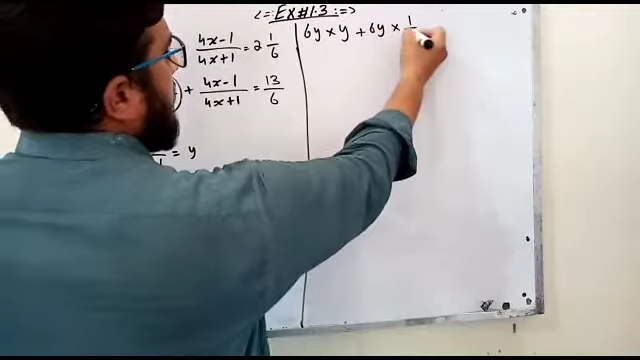 <= Ex#1.3 :=>
4x-1/4x+1 = 2 1/6
+ 4x-1/4x+1 = 13/6
= y
6y × y + 6y × 1